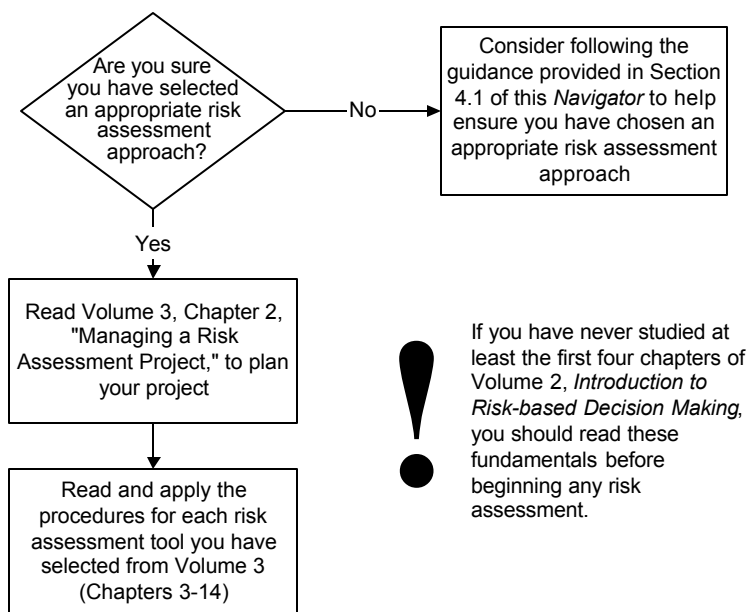 Are you sure
you have selected
an appropriate risk
assessment
approach?
No
Consider following the
guidance provided in Section
4.1 of this Navigator to help
ensure you have chosen an
appropriate risk assessment
approach
Yes
Read Volume 3, Chapter 2,
"Managing a Risk
Assessment Project," to plan
your project
Read and apply the
procedures for each risk
assessment tool you have
selected from Volume 3
(Chapters 3-14)
!
If you have never studied at
least the first four chapters of
Volume 2, Introduction to
Risk-based Decision Making,
you should read these
fundamentals before
beginning any risk
assessment.